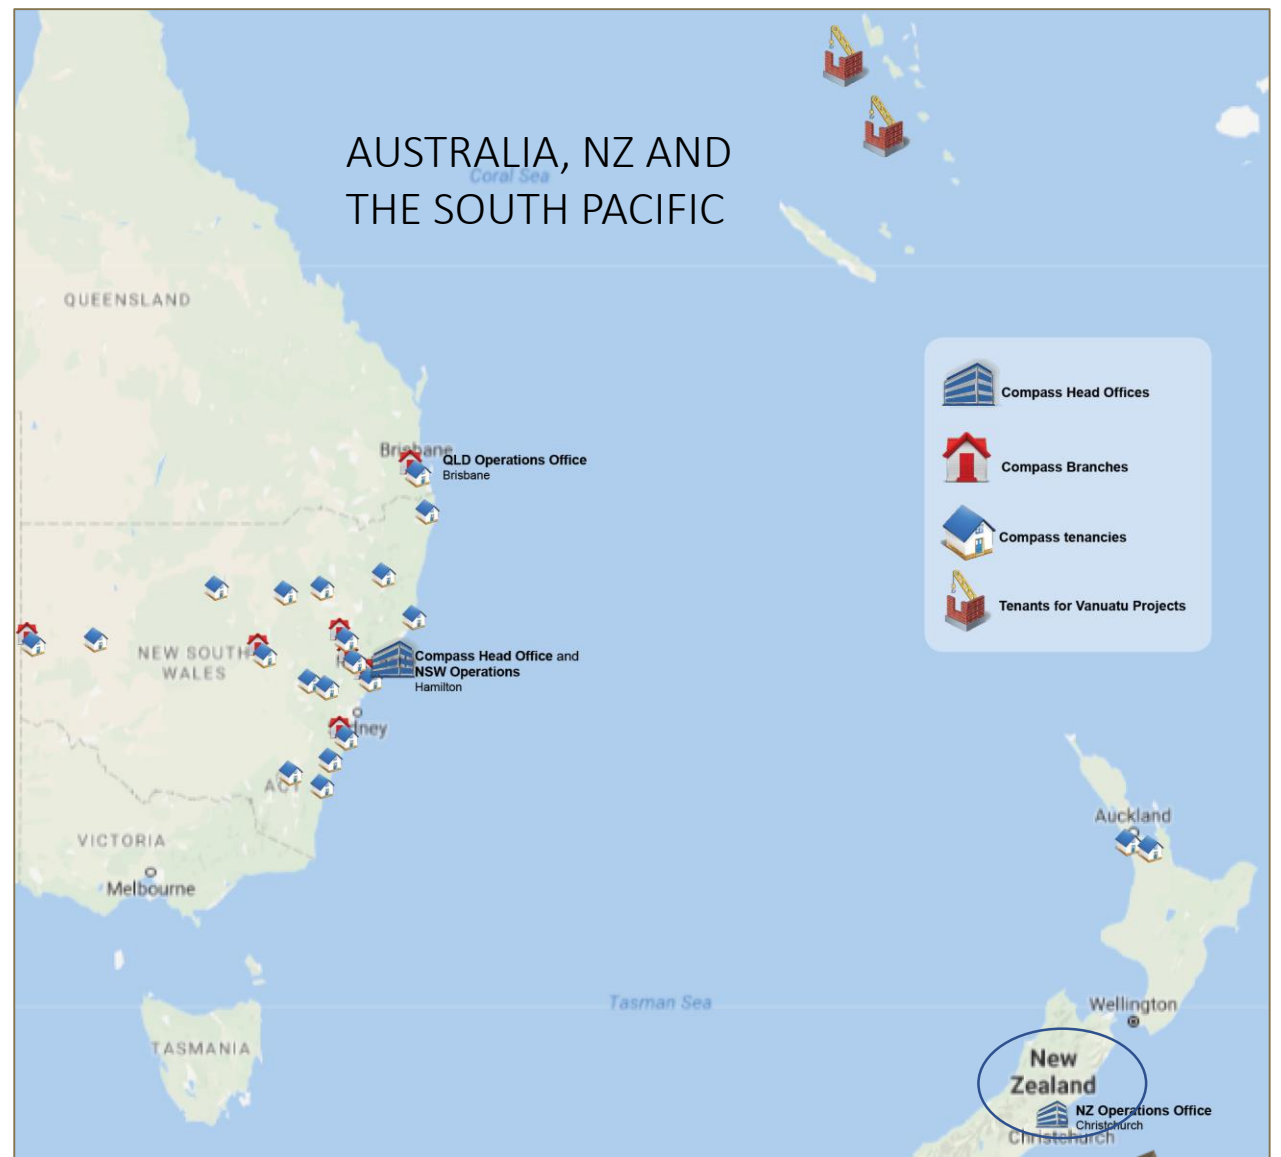 AUSTRALIA, NZ AND
Coral Sea
THE SOUTH PACIFIC
QUEENSLAND
Compass Head Offices
Brisbane
QLD Operations Office
Brisbane
Compass Branches
Compass tenancies
Tenants for Vanuatu Projects
NEW SOUTH
WALES
Compass Head Office and
NSW Operations
Hamilton
dney
ACT
VICTORIA
Melbourne
Auckland
Tasman Sea
Wellington
TASMANIA
New
Zealand
NZ Operations Office
Christchurch
Christchurch